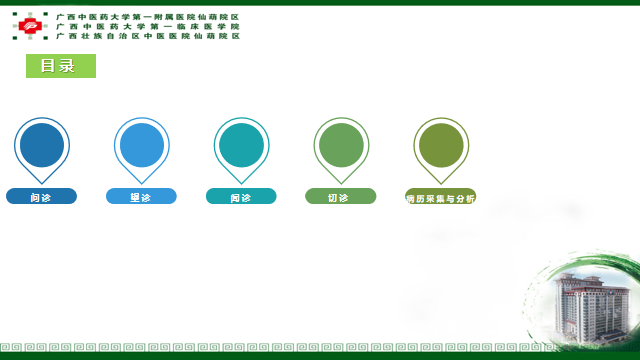 广西中医药大学第一附属医院仙葫院区
广西中医药大学第一临床医学院
广西壮族自治区中医医院仙葫院区
目录
问诊
望诊
闻诊
切诊
病历采集与分析